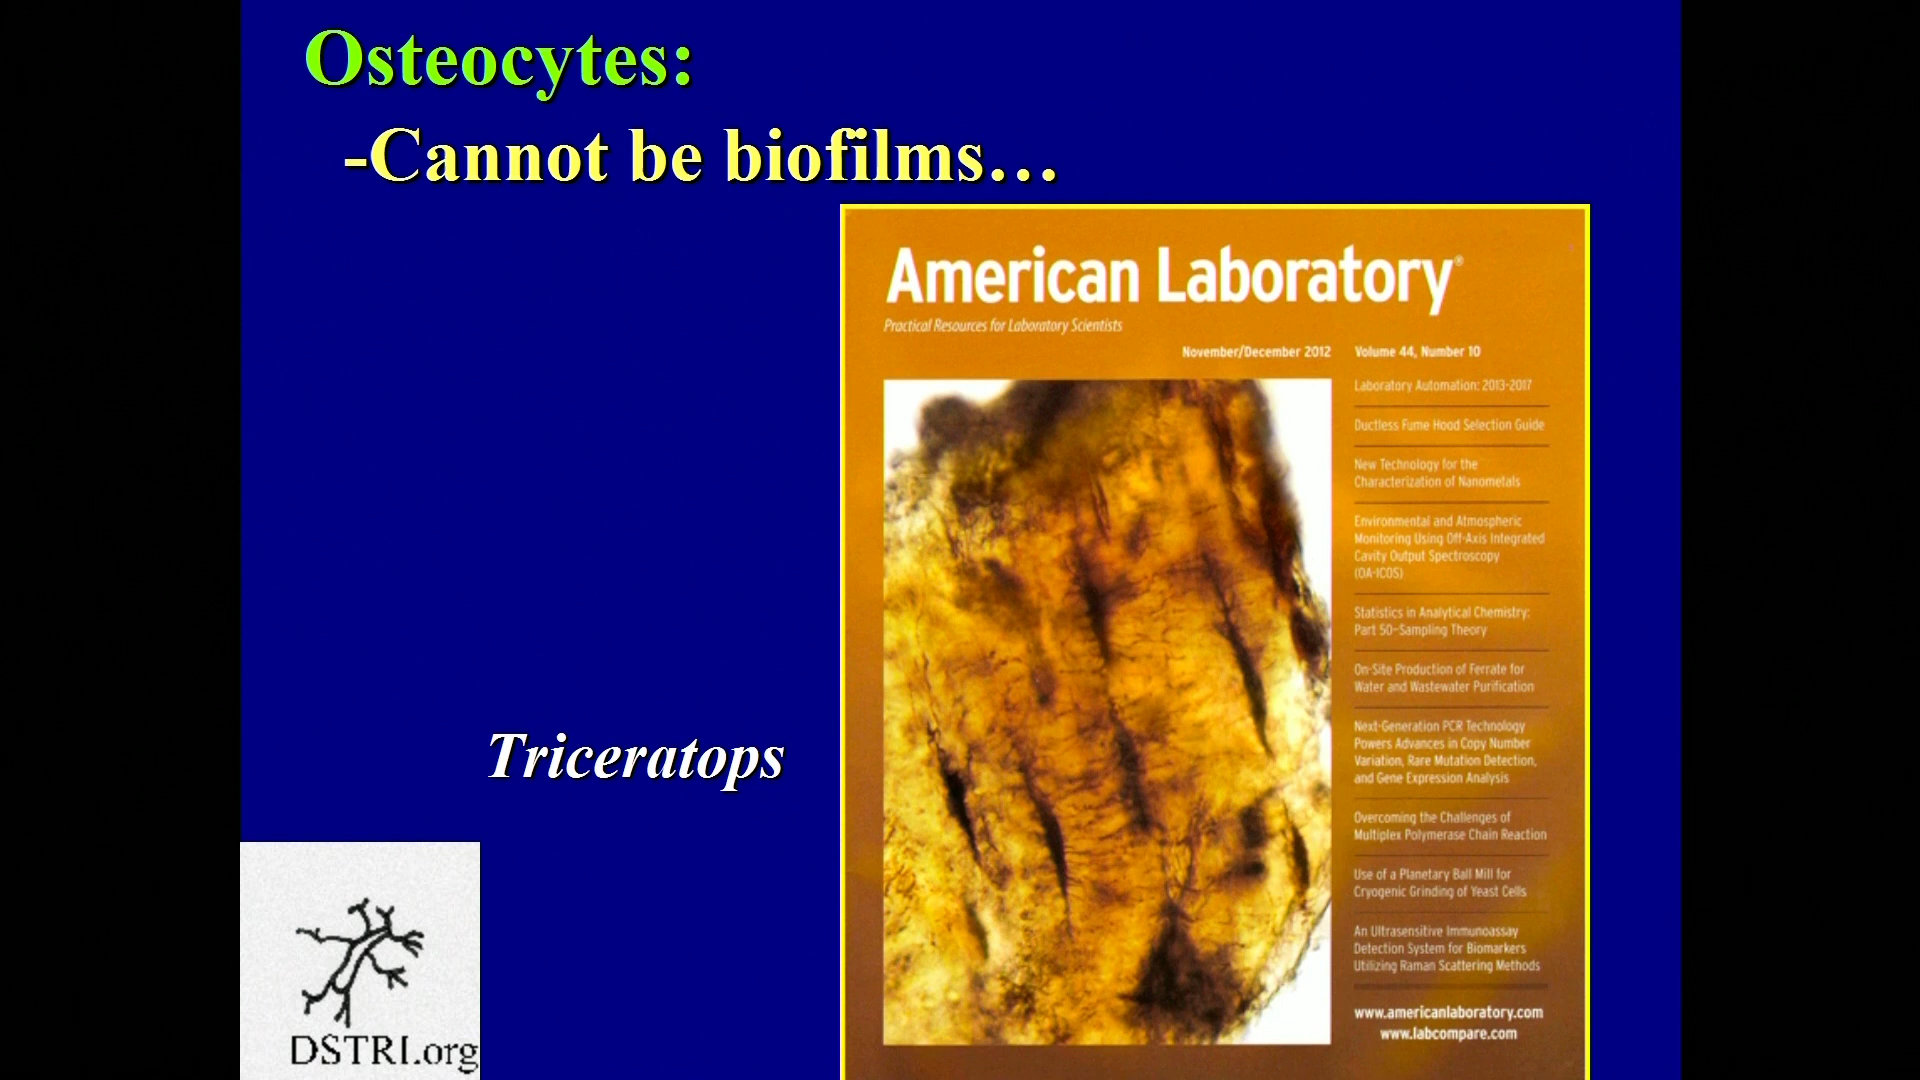 Osteocytes:
-Cannot be biofilms…
American Laboratory®
Practical Resources for Laboratory Scientists
November/December 2012
Volume 44, Number 10
Laboratory Automation: 2013-2017
Ductless Fume Hood Selection Guide
New Technology for the
Characterization of Nanometals
Environmental and Atmospheric
Monitoring Using Off-Axis Integrated
Cavity Output Spectroscopy
(OA-ICOS)
Statistics in Analytical Chemistry:
Part 50–Sampling Theory
On-Site Production of Ferrate for
Water and Wastewater Purification
Next-Generation PCR Technology
Powers Advances in Copy Number
Variation, Rare Mutation Detection,
and Gene Expression Analysis
Overcoming the Challenges of
Multiplex Polymerase Chain Reaction
Use of a Planetary Ball Mill for
Cryogenic Grinding of Yeast Cells
An Ultrasensitive Immunoassay
Detection System for Biomarkers
Utilizing Raman Scattering Methods
www.americanlaboratory.com
www.labcompare.com
Triceratops
DSTRI.org